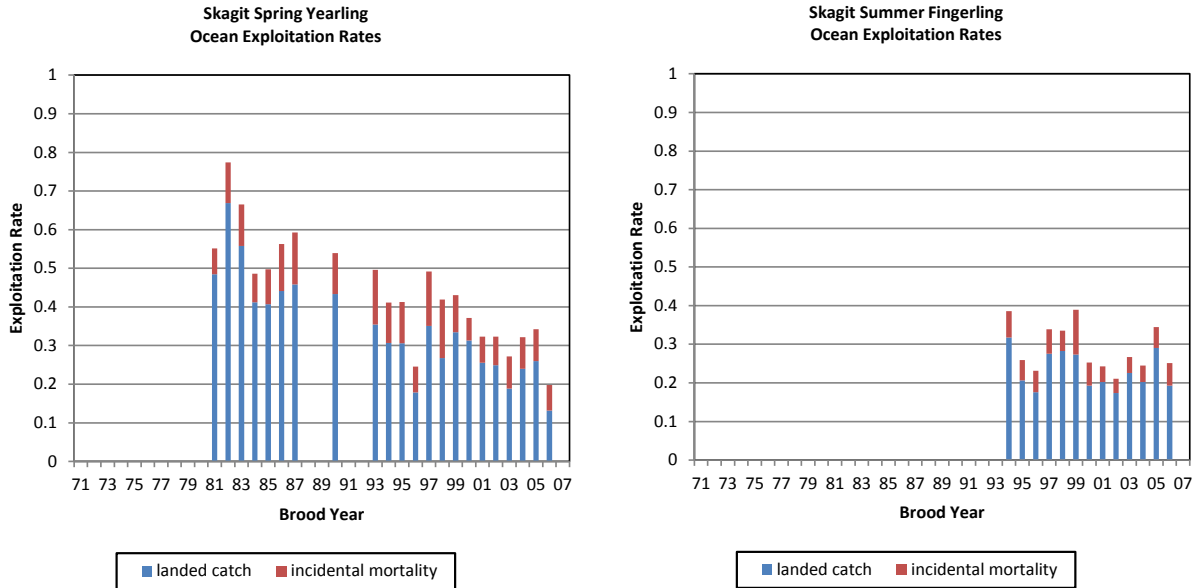 Skagit Spring Yearling
Ocean Exploitation Rates
1
0.9
0.8
0.7
0.6
0.5
0.4
0.3
0.2
0.1
0
Exploitation Rate
71 73 75 77 79 81 83 85 87 89 91 93 95 97 99 01 03 05 07
Brood Year
landed catch incidental mortality
Skagit Summer Fingerling
Ocean Exploitation Rates
1
0.9
0.8
0.7
0.6
0.5
0.4
0.3
0.2
0.1
0
Exploitation Rate
71 73 75 77 79 81 83 85 87 89 91 93 95 97 99 01 03 05 07
Brood Year
landed catch incidental mortality